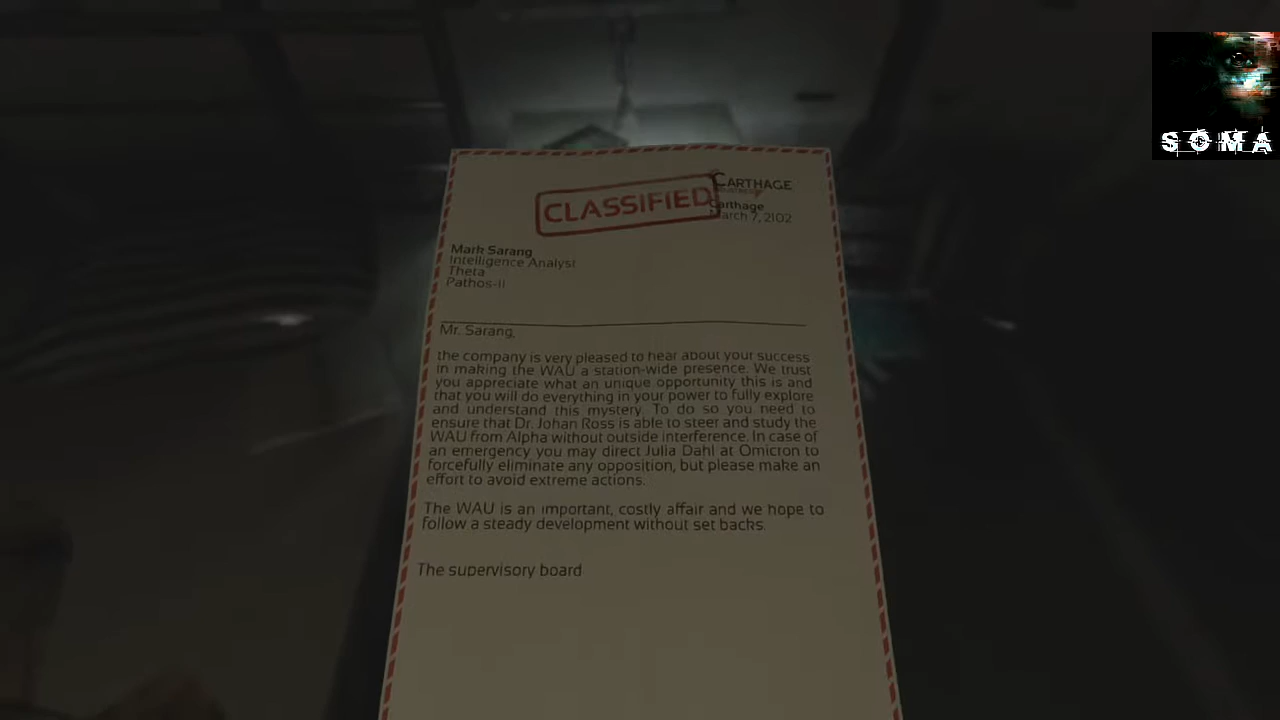 SOMA
CLASSIFIED
CARTHAGE
Carthage
March 7, 2102
Mark Sarang
Intelligence Analyst
Theta
Pathos-II
Mr. Sarang,
the company is very pleased to hear about your success
in making the WAU a station-wide presence. We trust
you appreciate what an unique opportunity this is and
that you will do everything in your power to fully explore
and understand this mystery. To do so you need to
ensure that Dr. Johan Ross is able to steer and study the
WAU from Alpha without outside interference. In case of
an emergency you may direct Julia Dahl at Omicron to
forcefully eliminate any opposition, but please make an
effort to avoid extreme actions.
The WAU is an important, costly affair and we hope to
follow a steady development without set backs.
The supervisory board